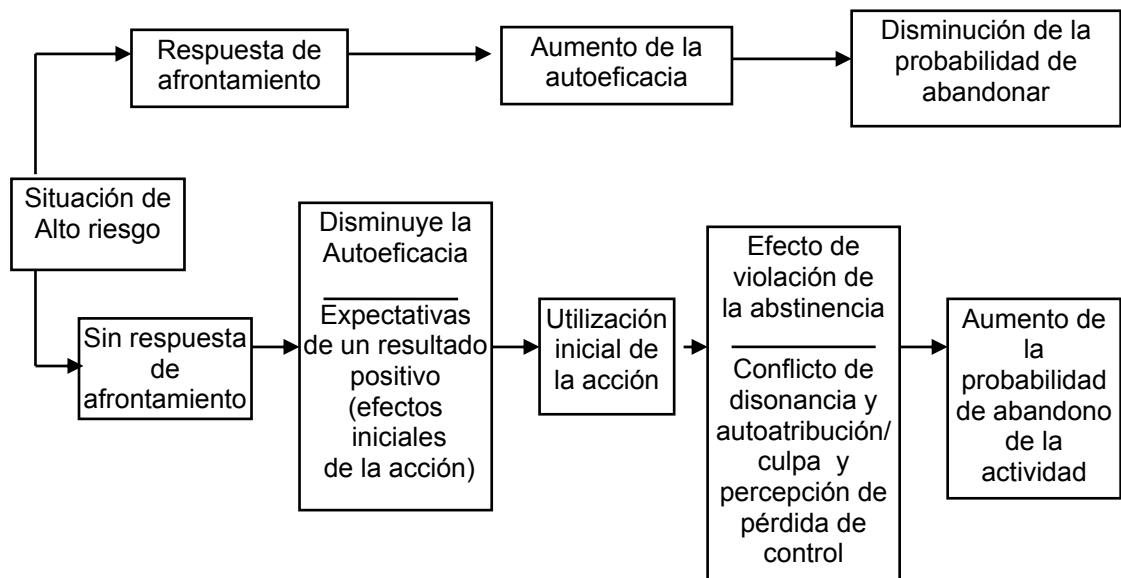 Respuesta de
afrontamiento
Aumento de la
autoeficacia
Disminución de la
probabilidad de
abandonar
Situación de
Alto riesgo
Sin respuesta
de
afrontamiento
Disminuye la
Autoeficacia
Expectativas
de un resultado
positivo
(efectos
iniciales
de la acción)
Utilización
inicial de
la acción
Efecto de
violación de
la abstinencia
Conflicto de
disonancia y
autoatribución/
culpa y
percepción de
pérdida de
control
Aumento de
la
probabilidad
de abandono
de la
actividad